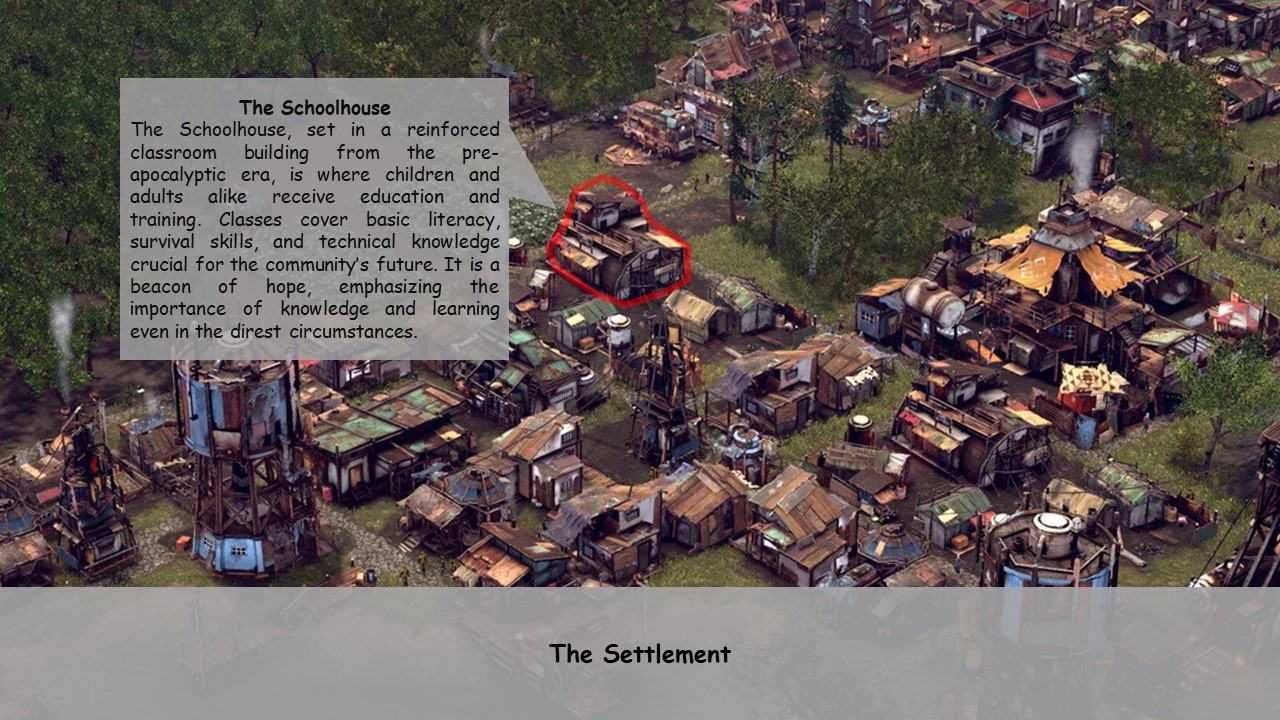 The Schoolhouse
The Schoolhouse, set in a reinforced
classroom building from the pre-
apocalyptic era, is where children and
adults alike receive education and
training. Classes cover basic literacy,
survival skills, and technical knowledge
crucial for the community's future. It is a
beacon of hope, emphasizing the
importance of knowledge and learning
even in the direst circumstances.
The Settlement